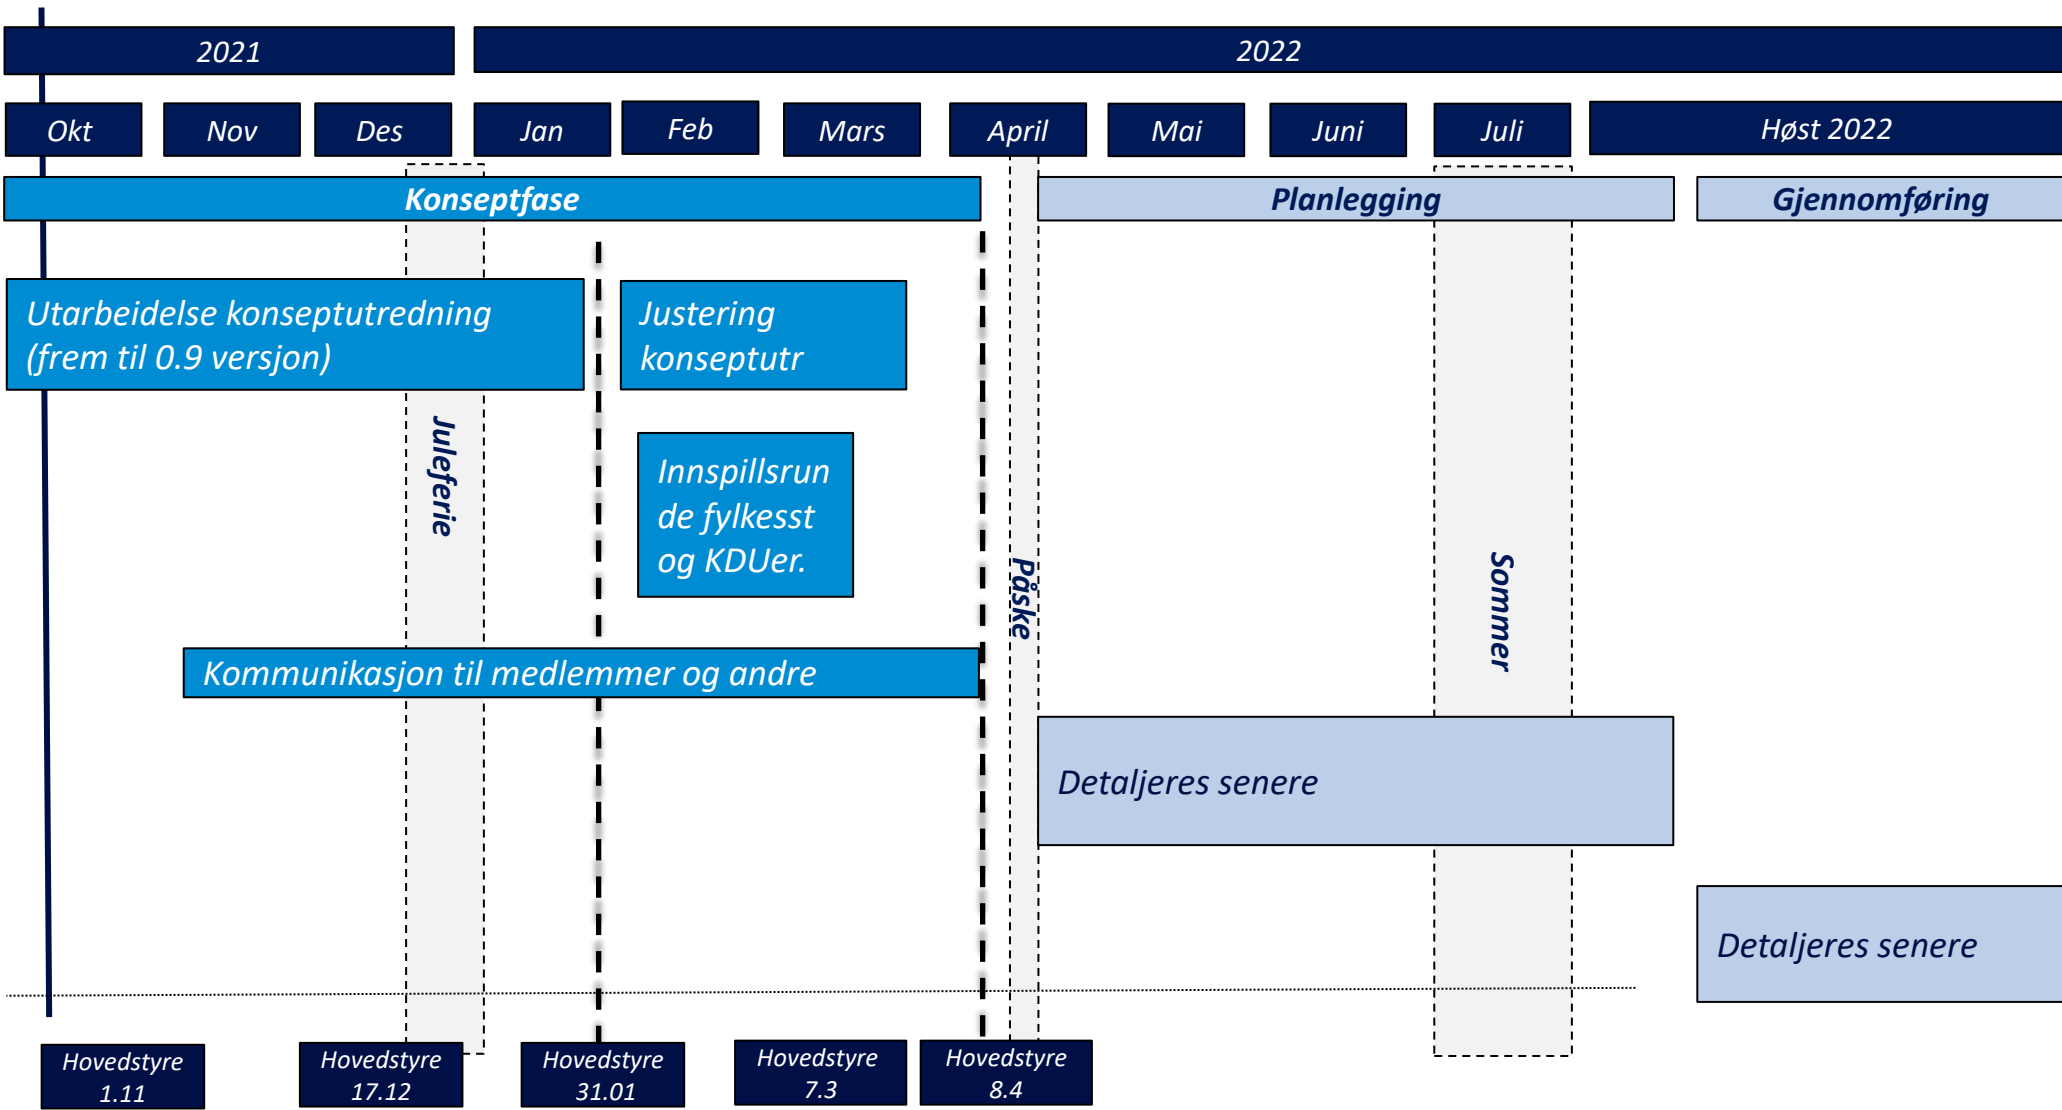 2021
2022
Okt
Nov
Des
Jan
Feb
Mars
April
Mai
Juni
Juli
Høst 2022
Konseptfase
Planlegging
Gjennomføring
Utarbeidelse konseptutredning
(frem til 0.9 versjon)
Justering
konseptutr
Juleferie
Innspillsrun
de fylkesst
og KDUer.
Påske
Sommer
Kommunikasjon til medlemmer og andre
Detaljeres senere
Detaljeres senere
Hovedstyre
1.11
Hovedstyre
17.12
Hovedstyre
31.01
Hovedstyre
7.3
Hovedstyre
8.4